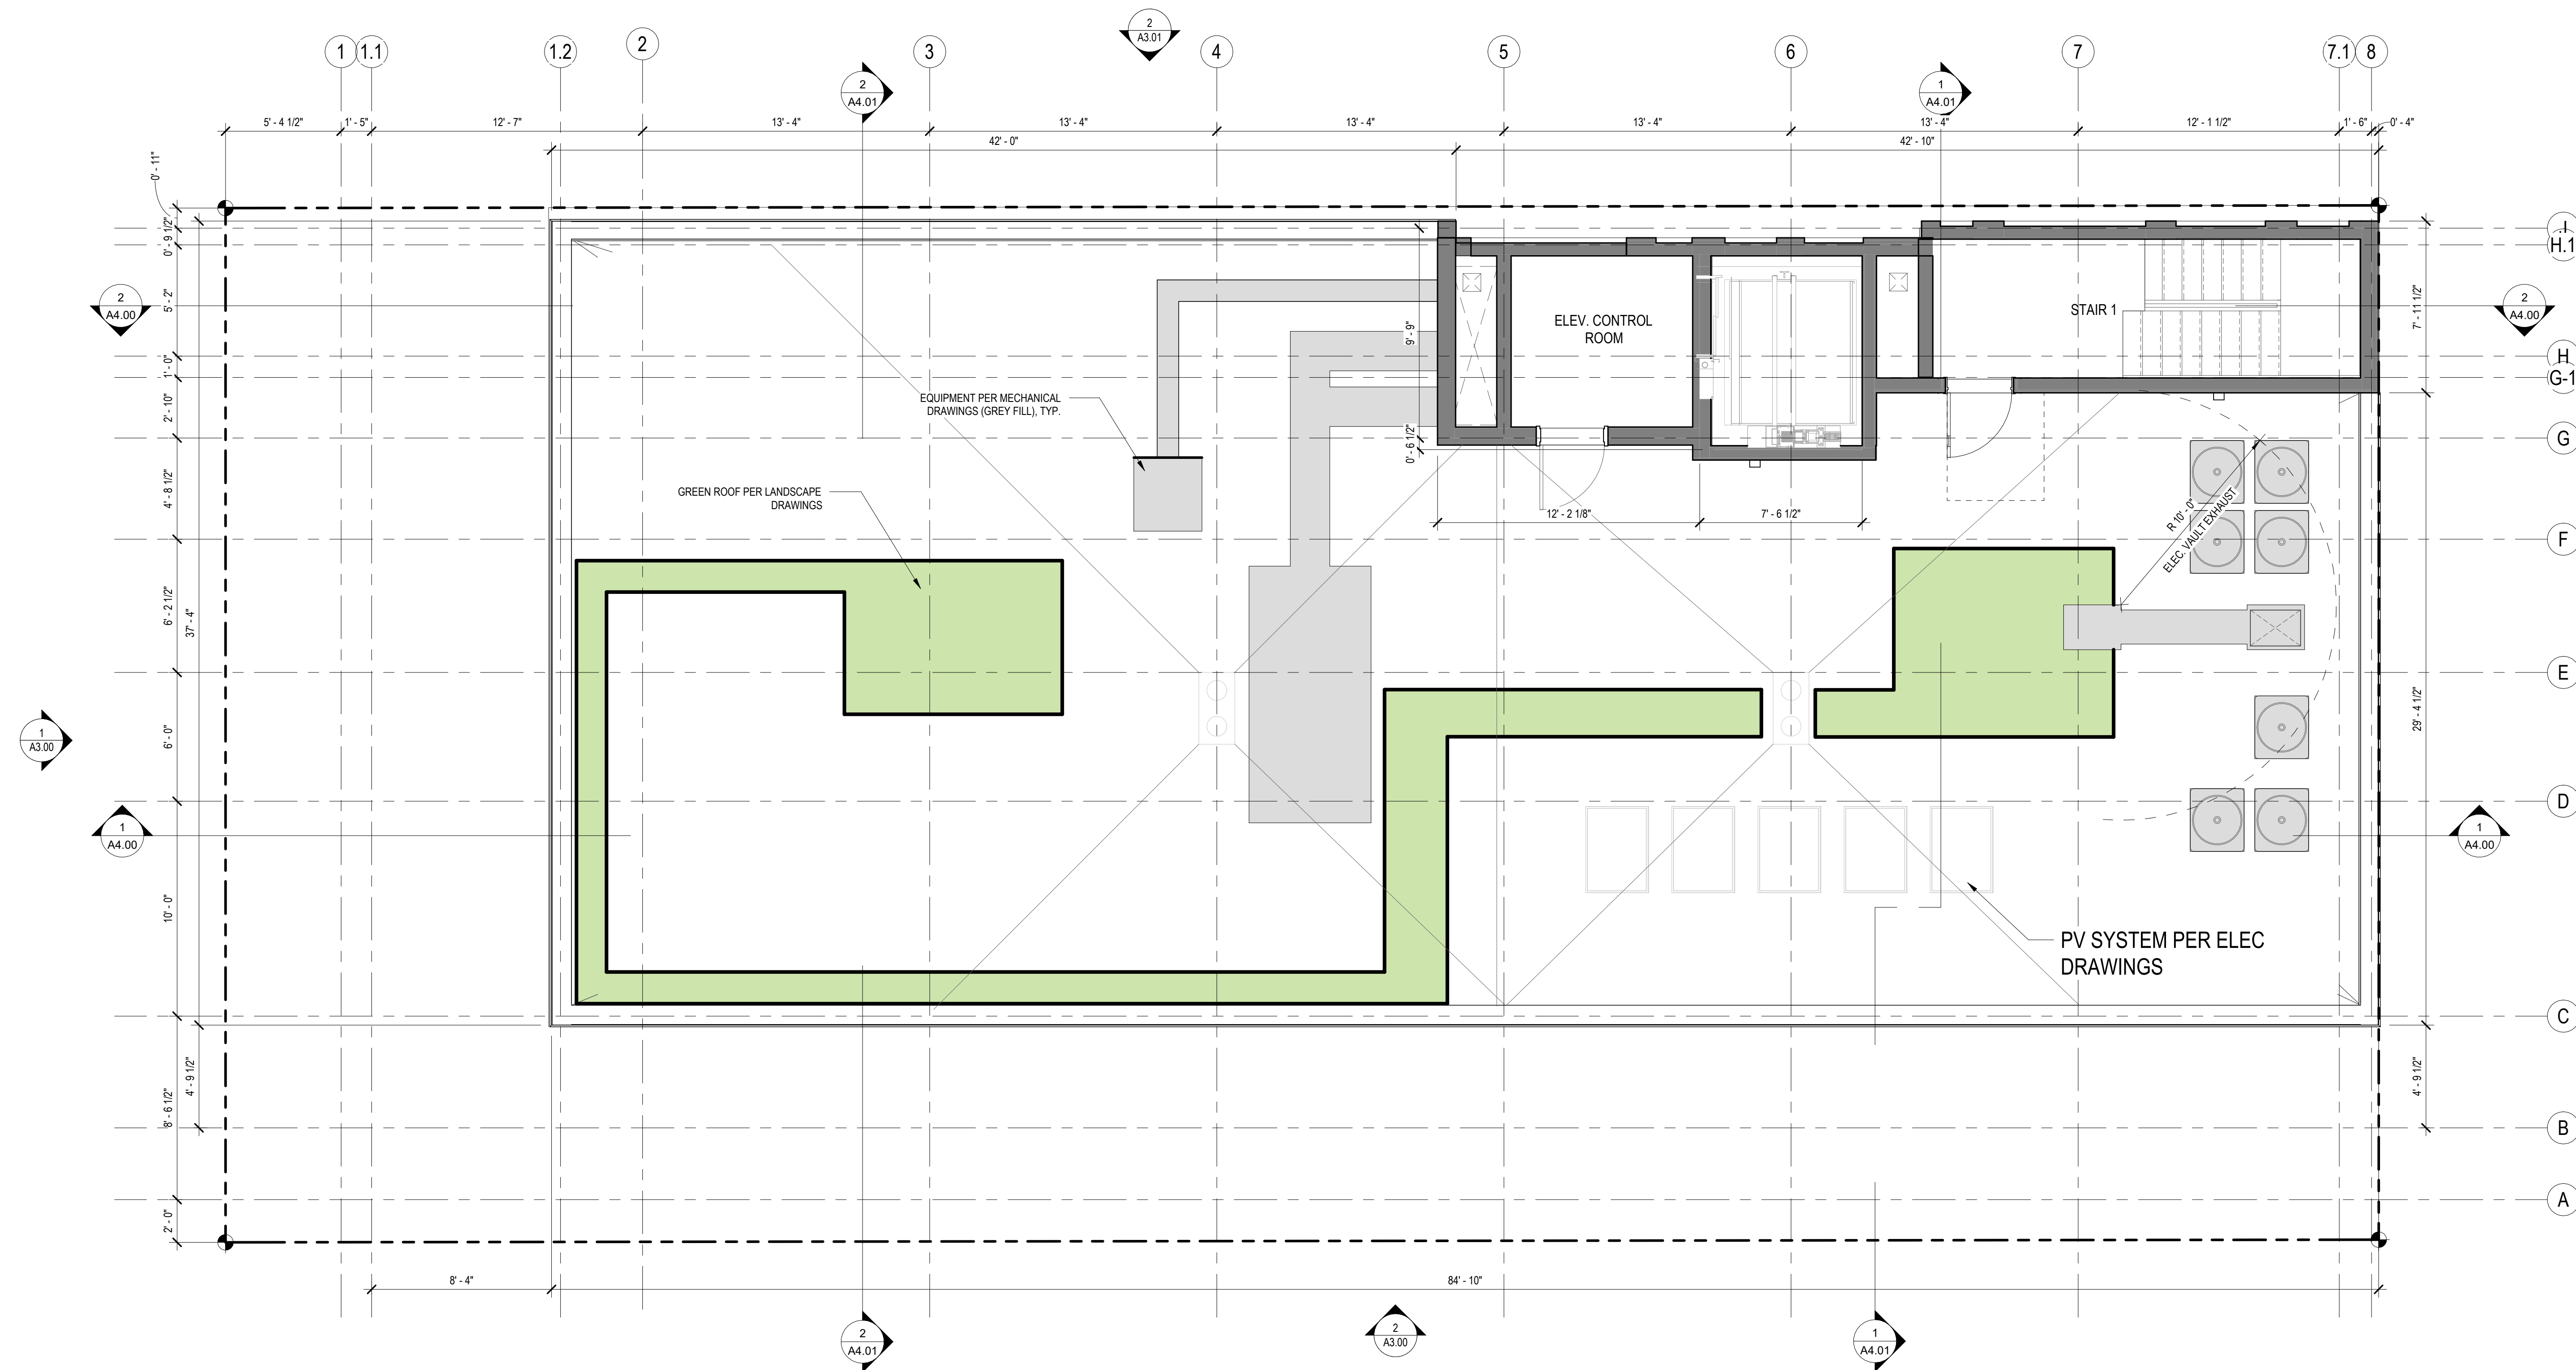 2
A3.01
1
1.1
1.2
2
3
4
5
6
7
7.1
8
2
A4.01
1
A4.01
5' - 4 1/2"
1' - 5"
12' - 7"
13' - 4"
13' - 4"
13' - 4"
13' - 4"
13' - 4"
12' - 1 1/2"
1' - 6"
0' - 4"
42' - 0"
42' - 10"
0' - 11"
0' - 9 1/2"
5' - 2"
1' - 0"
2' - 10"
4' - 8 1/2"
6' - 2 1/2"
37' - 4"
6' - 0"
10' - 0"
8' - 6 1/2"
4' - 9 1/2"
2' - 0"
2
A4.00
1
A3.00
1
A4.00
EQUIPMENT PER MECHANICAL
DRAWINGS (GREY FILL), TYP.
GREEN ROOF PER LANDSCAPE
DRAWINGS
9' - 9"
0' - 6 1/2"
ELEV. CONTROL
ROOM
STAIR 1
12' - 2 1/8"
7' - 6 1/2"
R 10' - 0"
ELEC. VAULT EXHAUST
PV SYSTEM PER ELEC
DRAWINGS
7' - 11 1/2"
29' - 4 1/2"
4' - 9 1/2"
2
A4.00
1
A4.00
I
H.1
H
G-1
G
F
E
D
C
B
A
8' - 4"
84' - 10"
2
A4.01
2
A3.00
1
A4.01